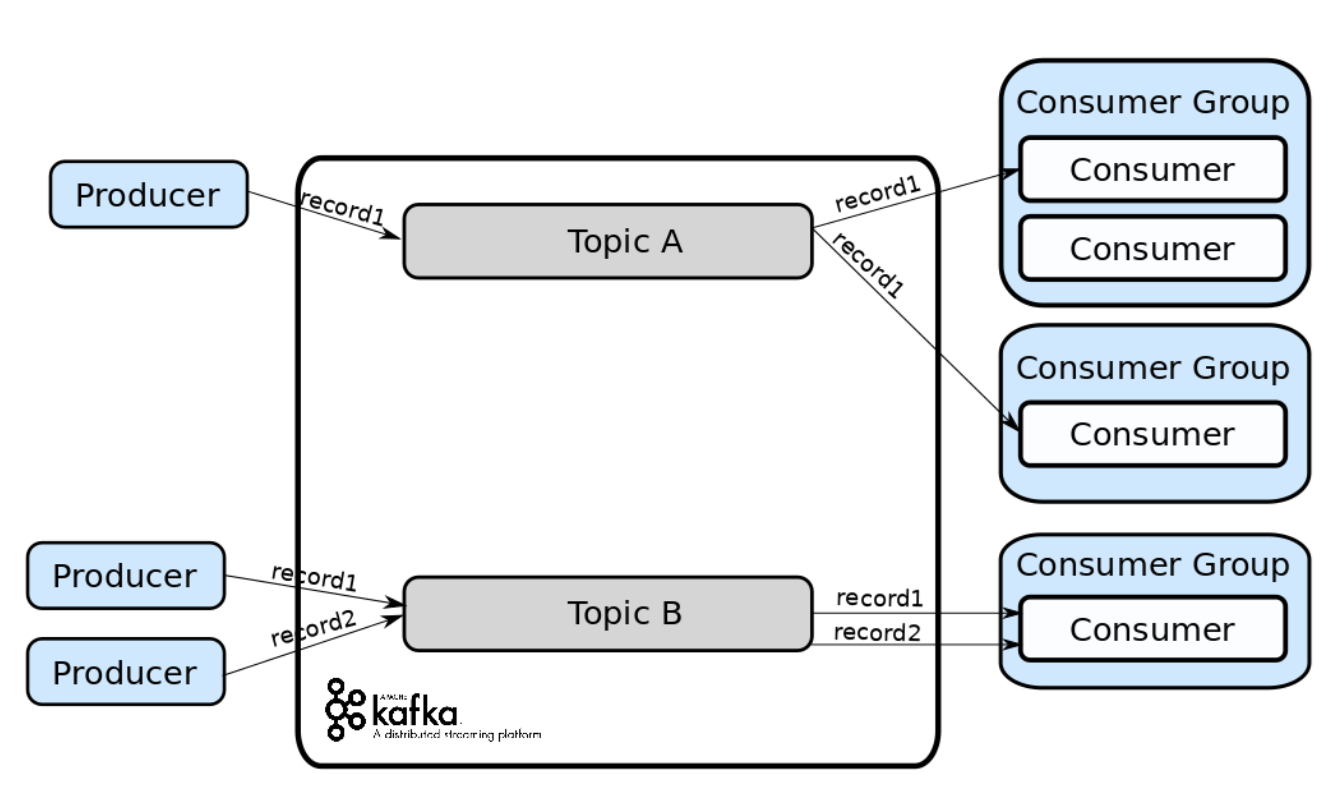 Consumer Group
Consumer
Consumer
Producer
record1
Topic A
record1
record1
Consumer Group
Consumer
Producer
record1
Producer
record2
Topic B
record1
record2
Consumer Group
Consumer
APACHE
kafka
A distributed streaming platform